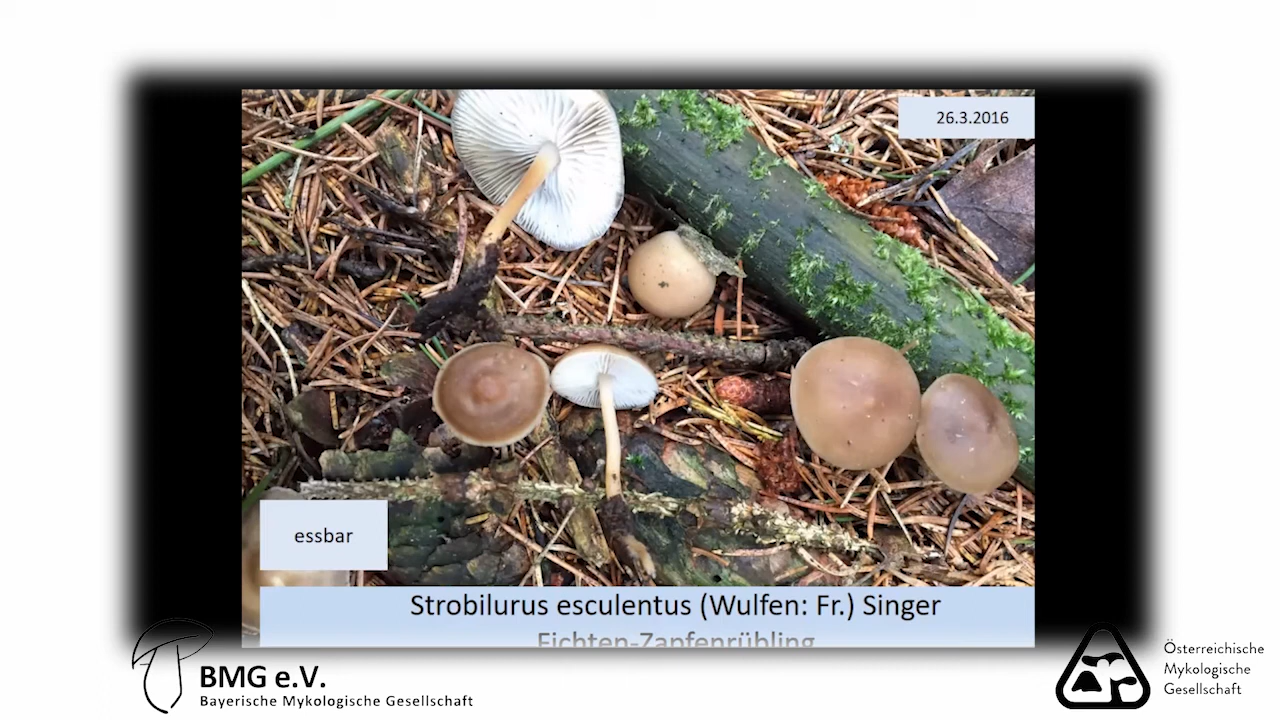 26.3.2016
essbar
Strobilurus esculentus (Wulfen: Fr.) Singer
Fichten-Zapfenrübling
BMG e.V.
Bayerische Mykologische Gesellschaft
Österreichische
Mykologische
Gesellschaft